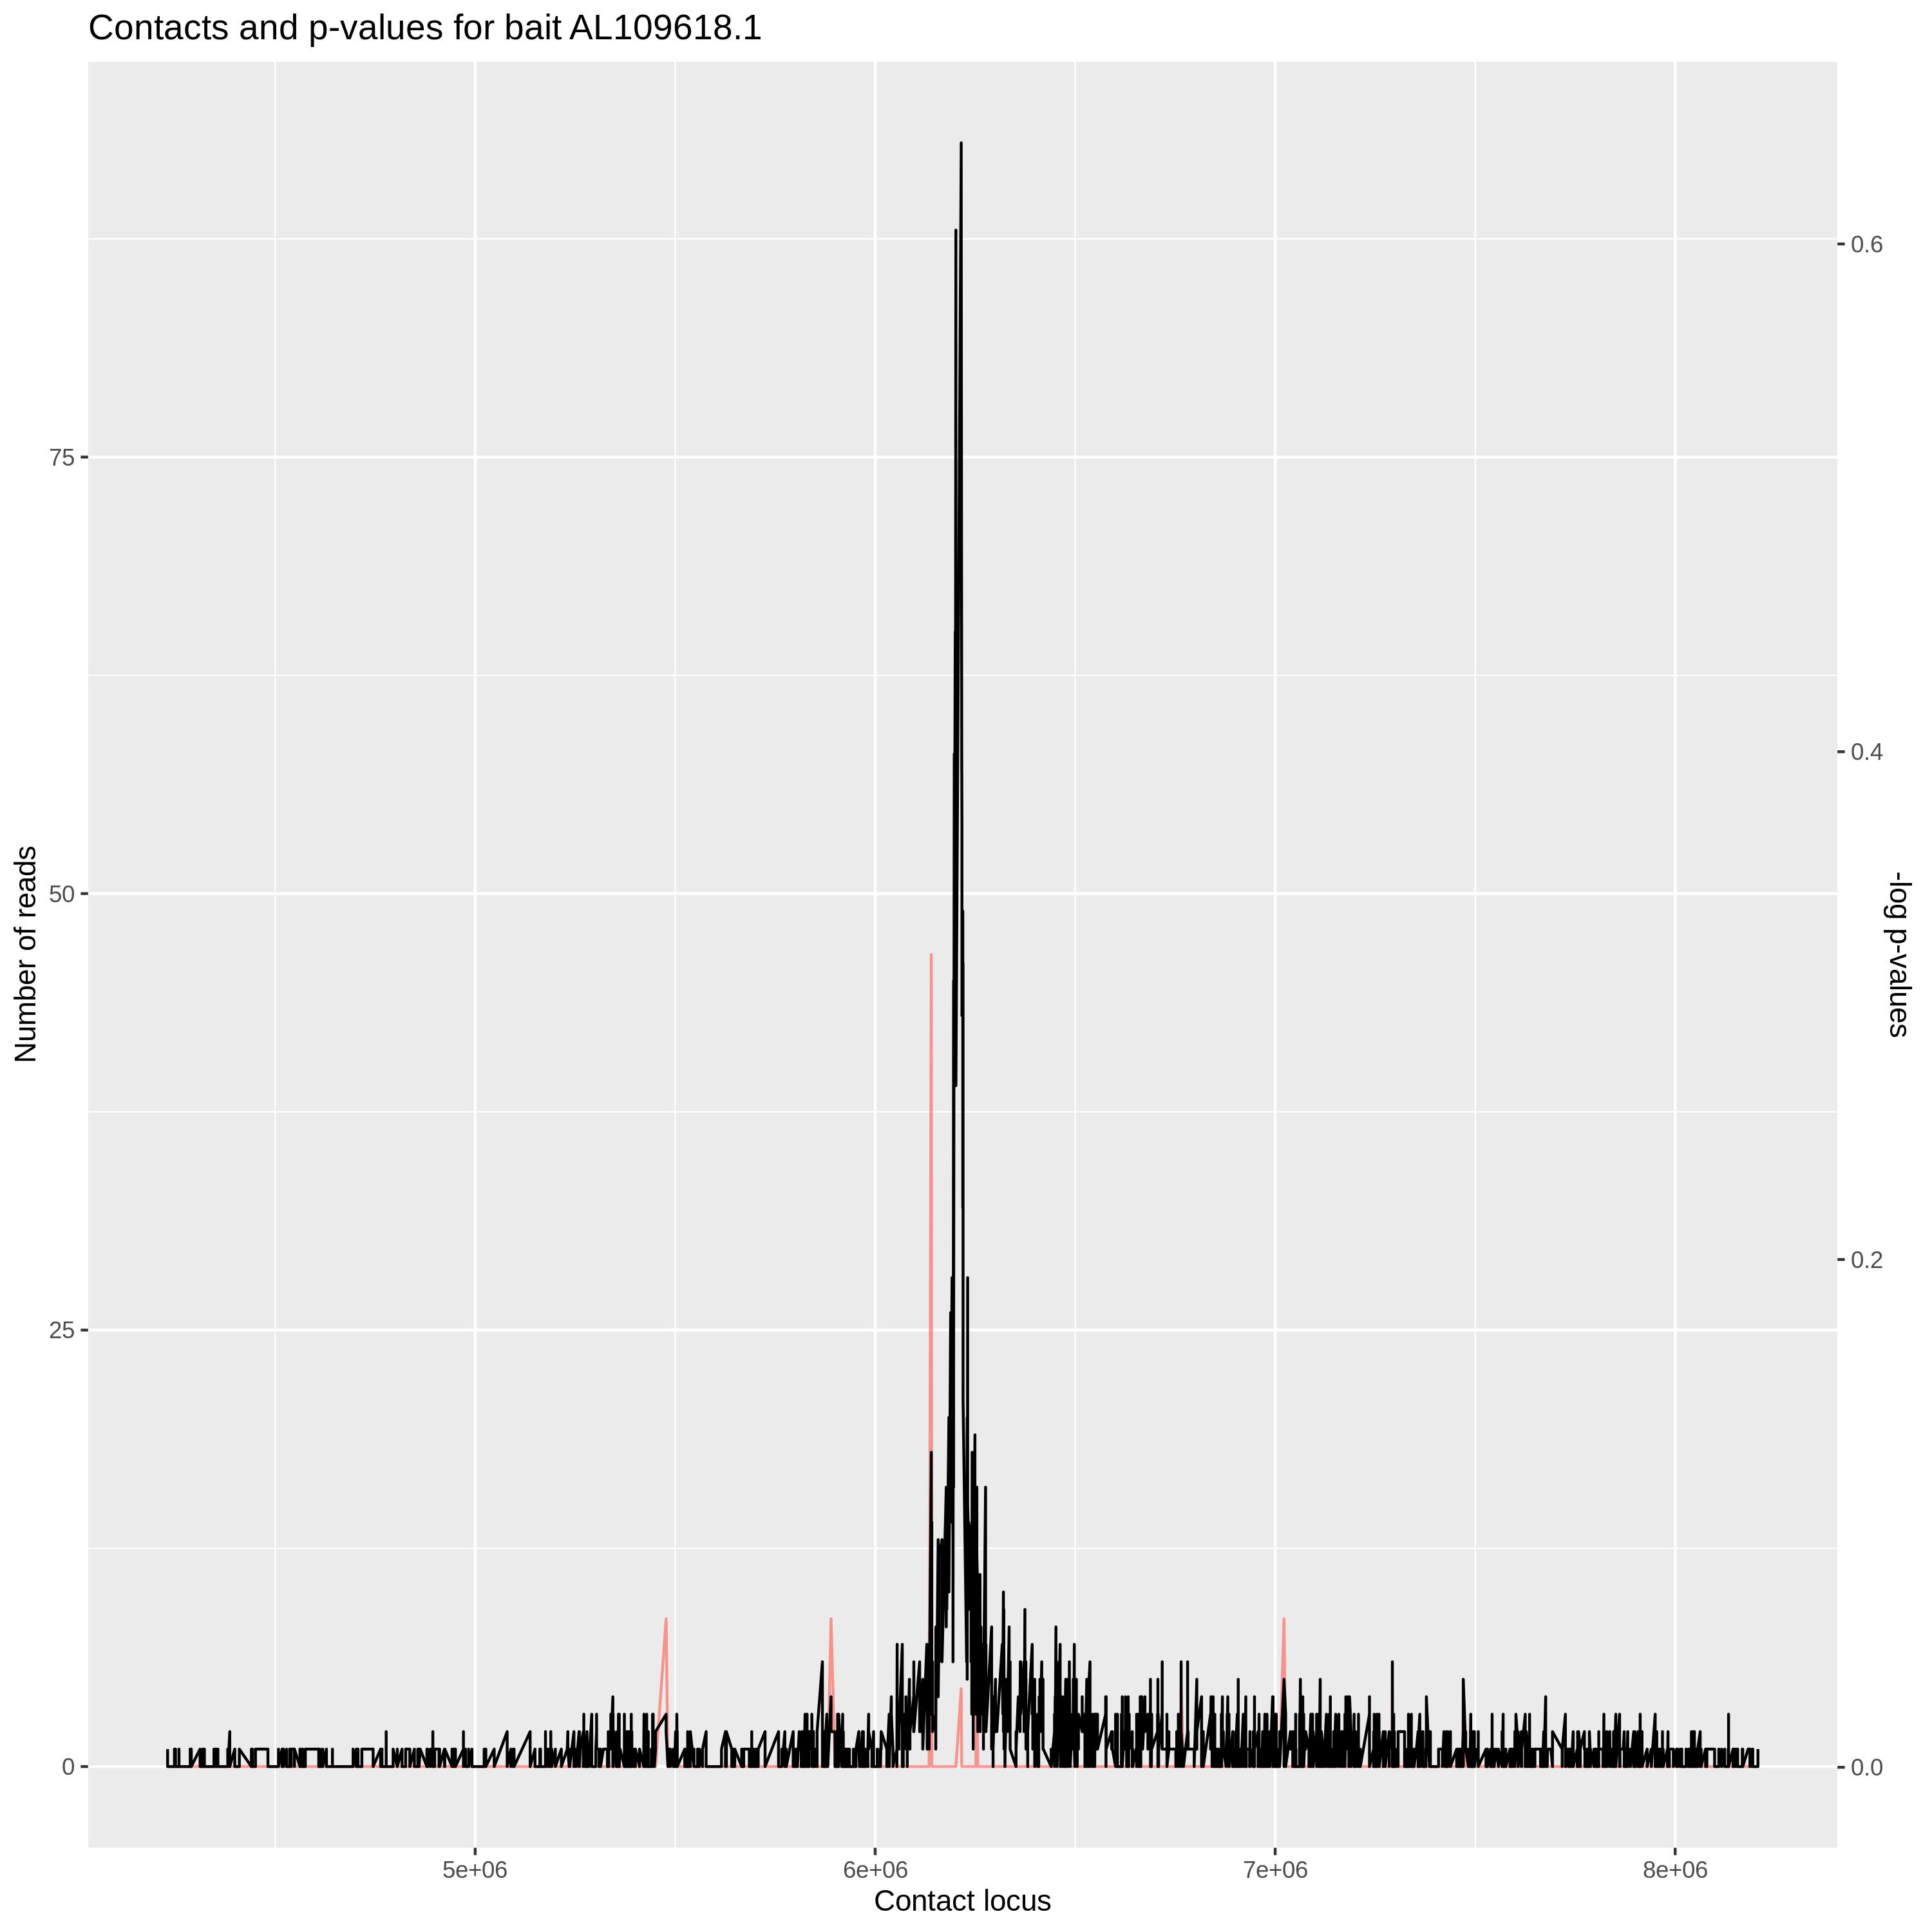 Contacts and p-values for bait AL109618.1
Number of reads
75
50
25
0
0.6
0.4
0.2
0.0
-log p-values
5e+06
6e+06
7e+06
8e+06
Contact locus